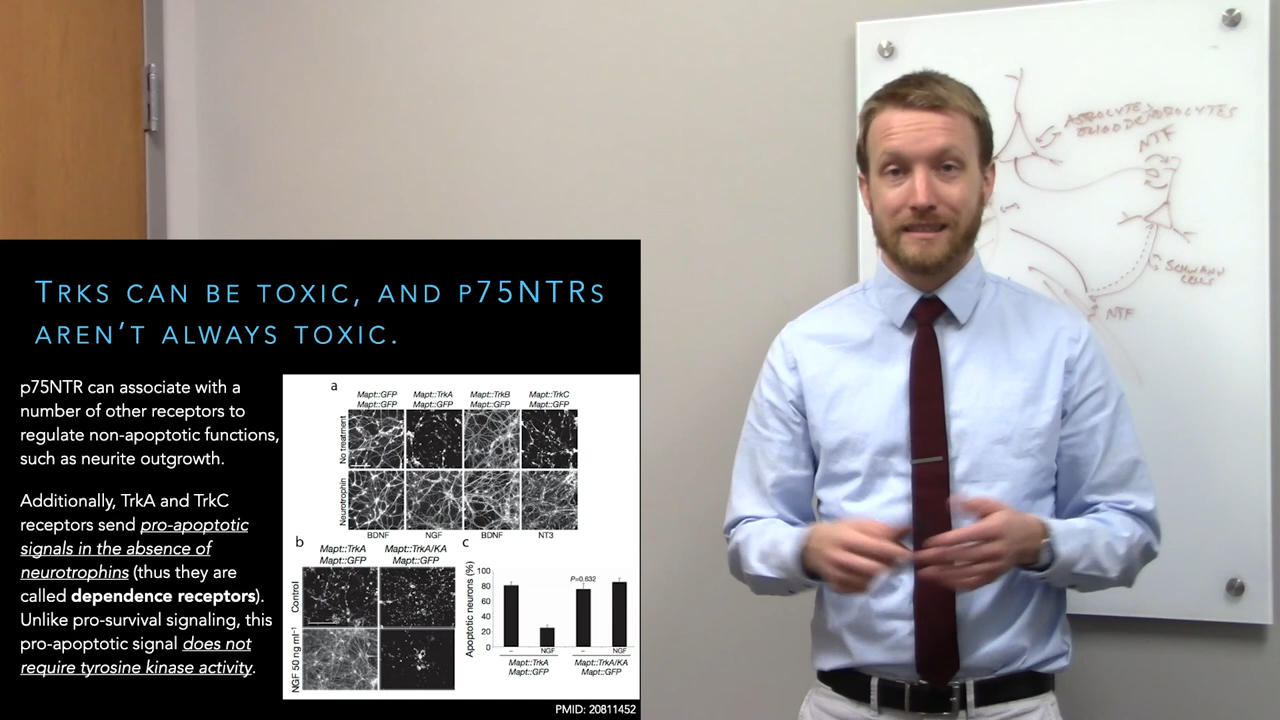 TRKS CAN BE TOXIC, AND P75NTRS
AREN'T ALWAYS TOXIC.
p75NTR can associate with a
number of other receptors to
regulate non-apoptotic functions,
such as neurite outgrowth.
Additionally, TrkA and TrkC
receptors send pro-apoptotic
signals in the absence of
neurotrophins (thus they are
called dependence receptors).
Unlike pro-survival signaling, this
pro-apoptotic signal does not
require tyrosine kinase activity.
a
Mapt::GFP Mapt::TrkA Mapt::TrkB Mapt::TrkC
Mapt::GFP Mapt::GFP Mapt::GFP Mapt::GFP
No treatment
Neurotrophin
BDNF NGF BDNF NT3
b
Mapt::TrkA Mapt::TrkA/KA
Mapt::GFP Mapt::GFP
Control
NGF 50 ng ml⁻¹
c
Apoptotic neurons (%)
100
80
60
40
20
0
P=0.632
– NGF – NGF
Mapt::TrkA Mapt::TrkA/KA
Mapt::GFP Mapt::GFP
PMID: 20811452
ASTROCYTES
OLIGODENDROCYTES
NTF
SCHWANN
CELLS
NTF